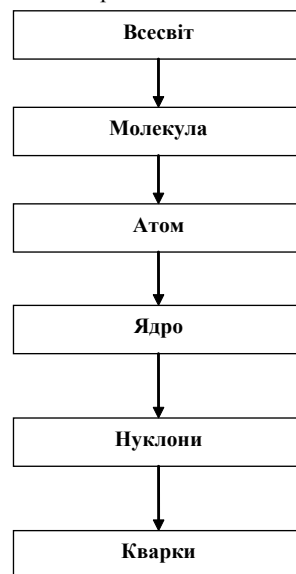 Всесвіт
Молекула
Атом
Ядро
Нуклони
Кварки